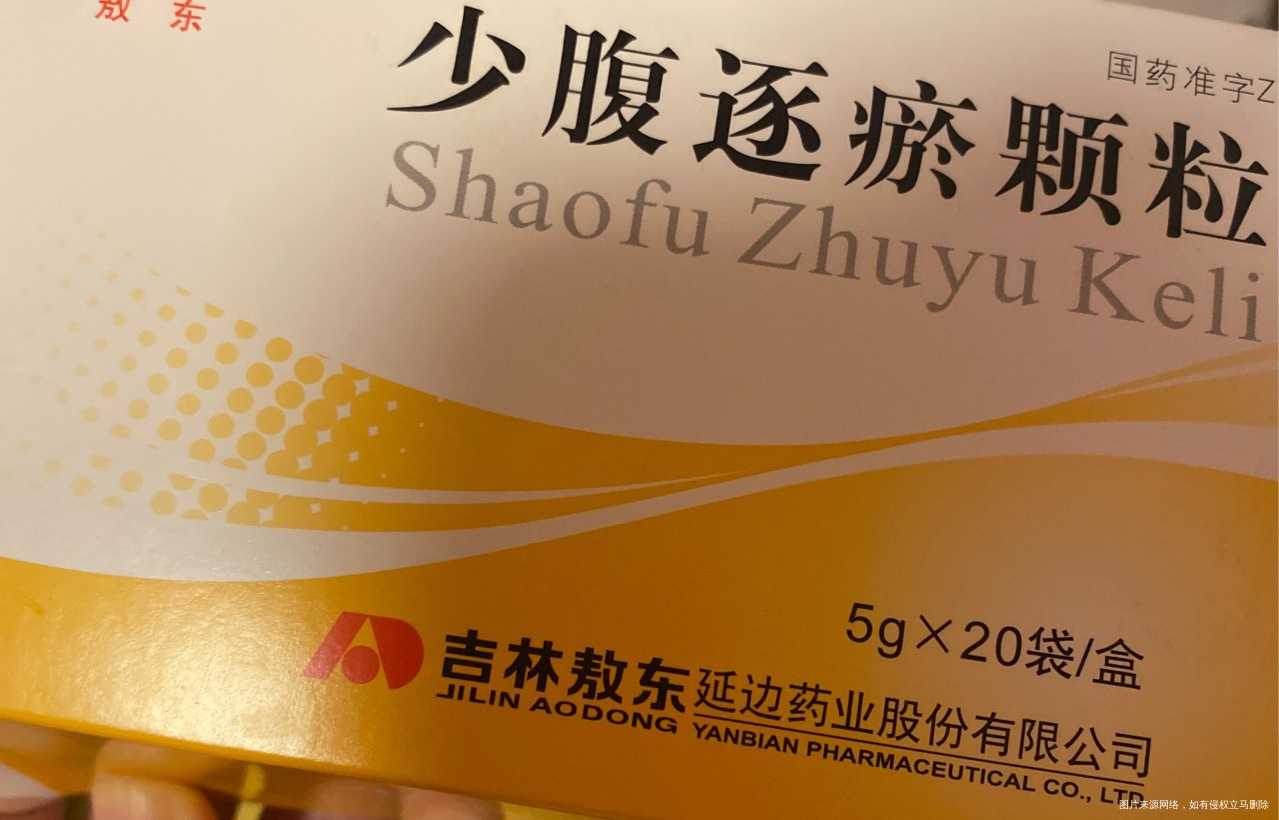 敖东
国药准字Z
少腹逐瘀颗粒
Shaofu Zhuyu Keli
5g×20袋/盒
吉林敖东延边药业股份有限公司
JILIN AODONG YANBIAN PHARMACEUTICAL CO., LTD
图片来源网络，如有侵权立马删除